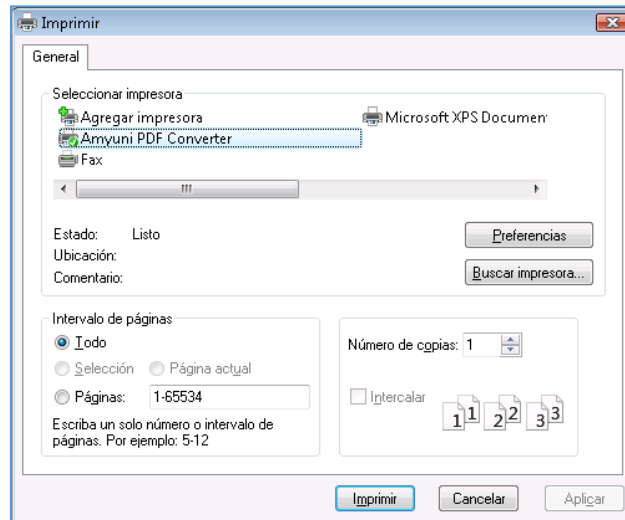 Imprimir
General
Seleccionar impresora
Agregar impresora
Microsoft XPS Documen
Amyuni PDF Converter
Fax
Estado: Listo
Preferencias
Ubicación:
Comentario:
Buscar impresora...
Intervalo de páginas
Todo
Selección Página actual
Páginas: 1-65534
Escriba un solo número o intervalo de
páginas. Por ejemplo: 5-12
Número de copias: 1
Intercalar
1 1 2 2 3 3
Imprimir Cancelar Aplicar